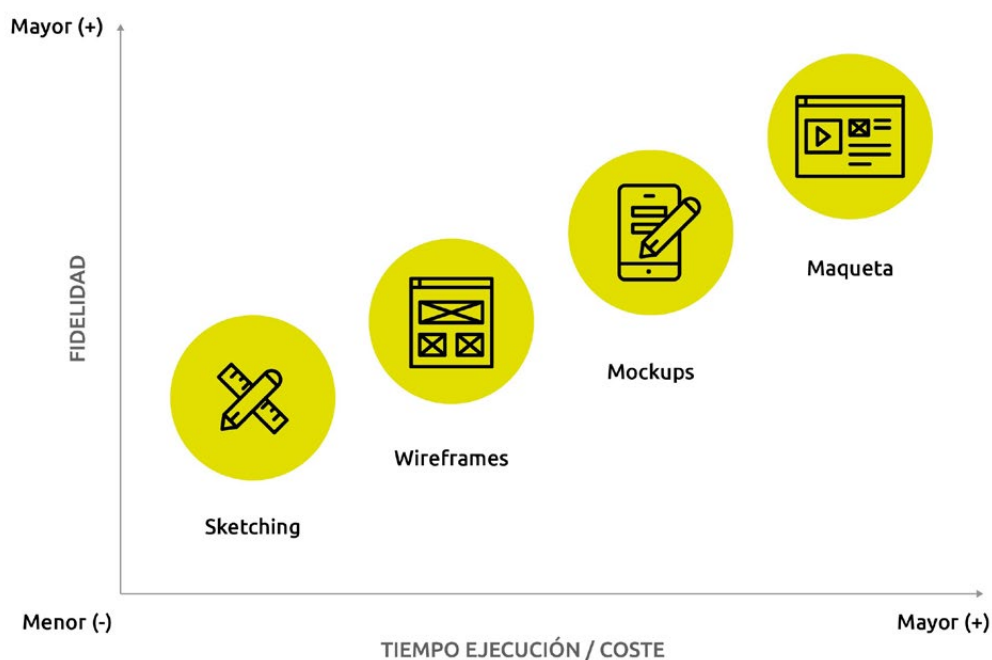 Mayor (+)
FIDELIDAD
Maqueta
Mockups
Wireframes
Sketching
Menor (-)
Mayor (+)
TIEMPO EJECUCIÓN / COSTE